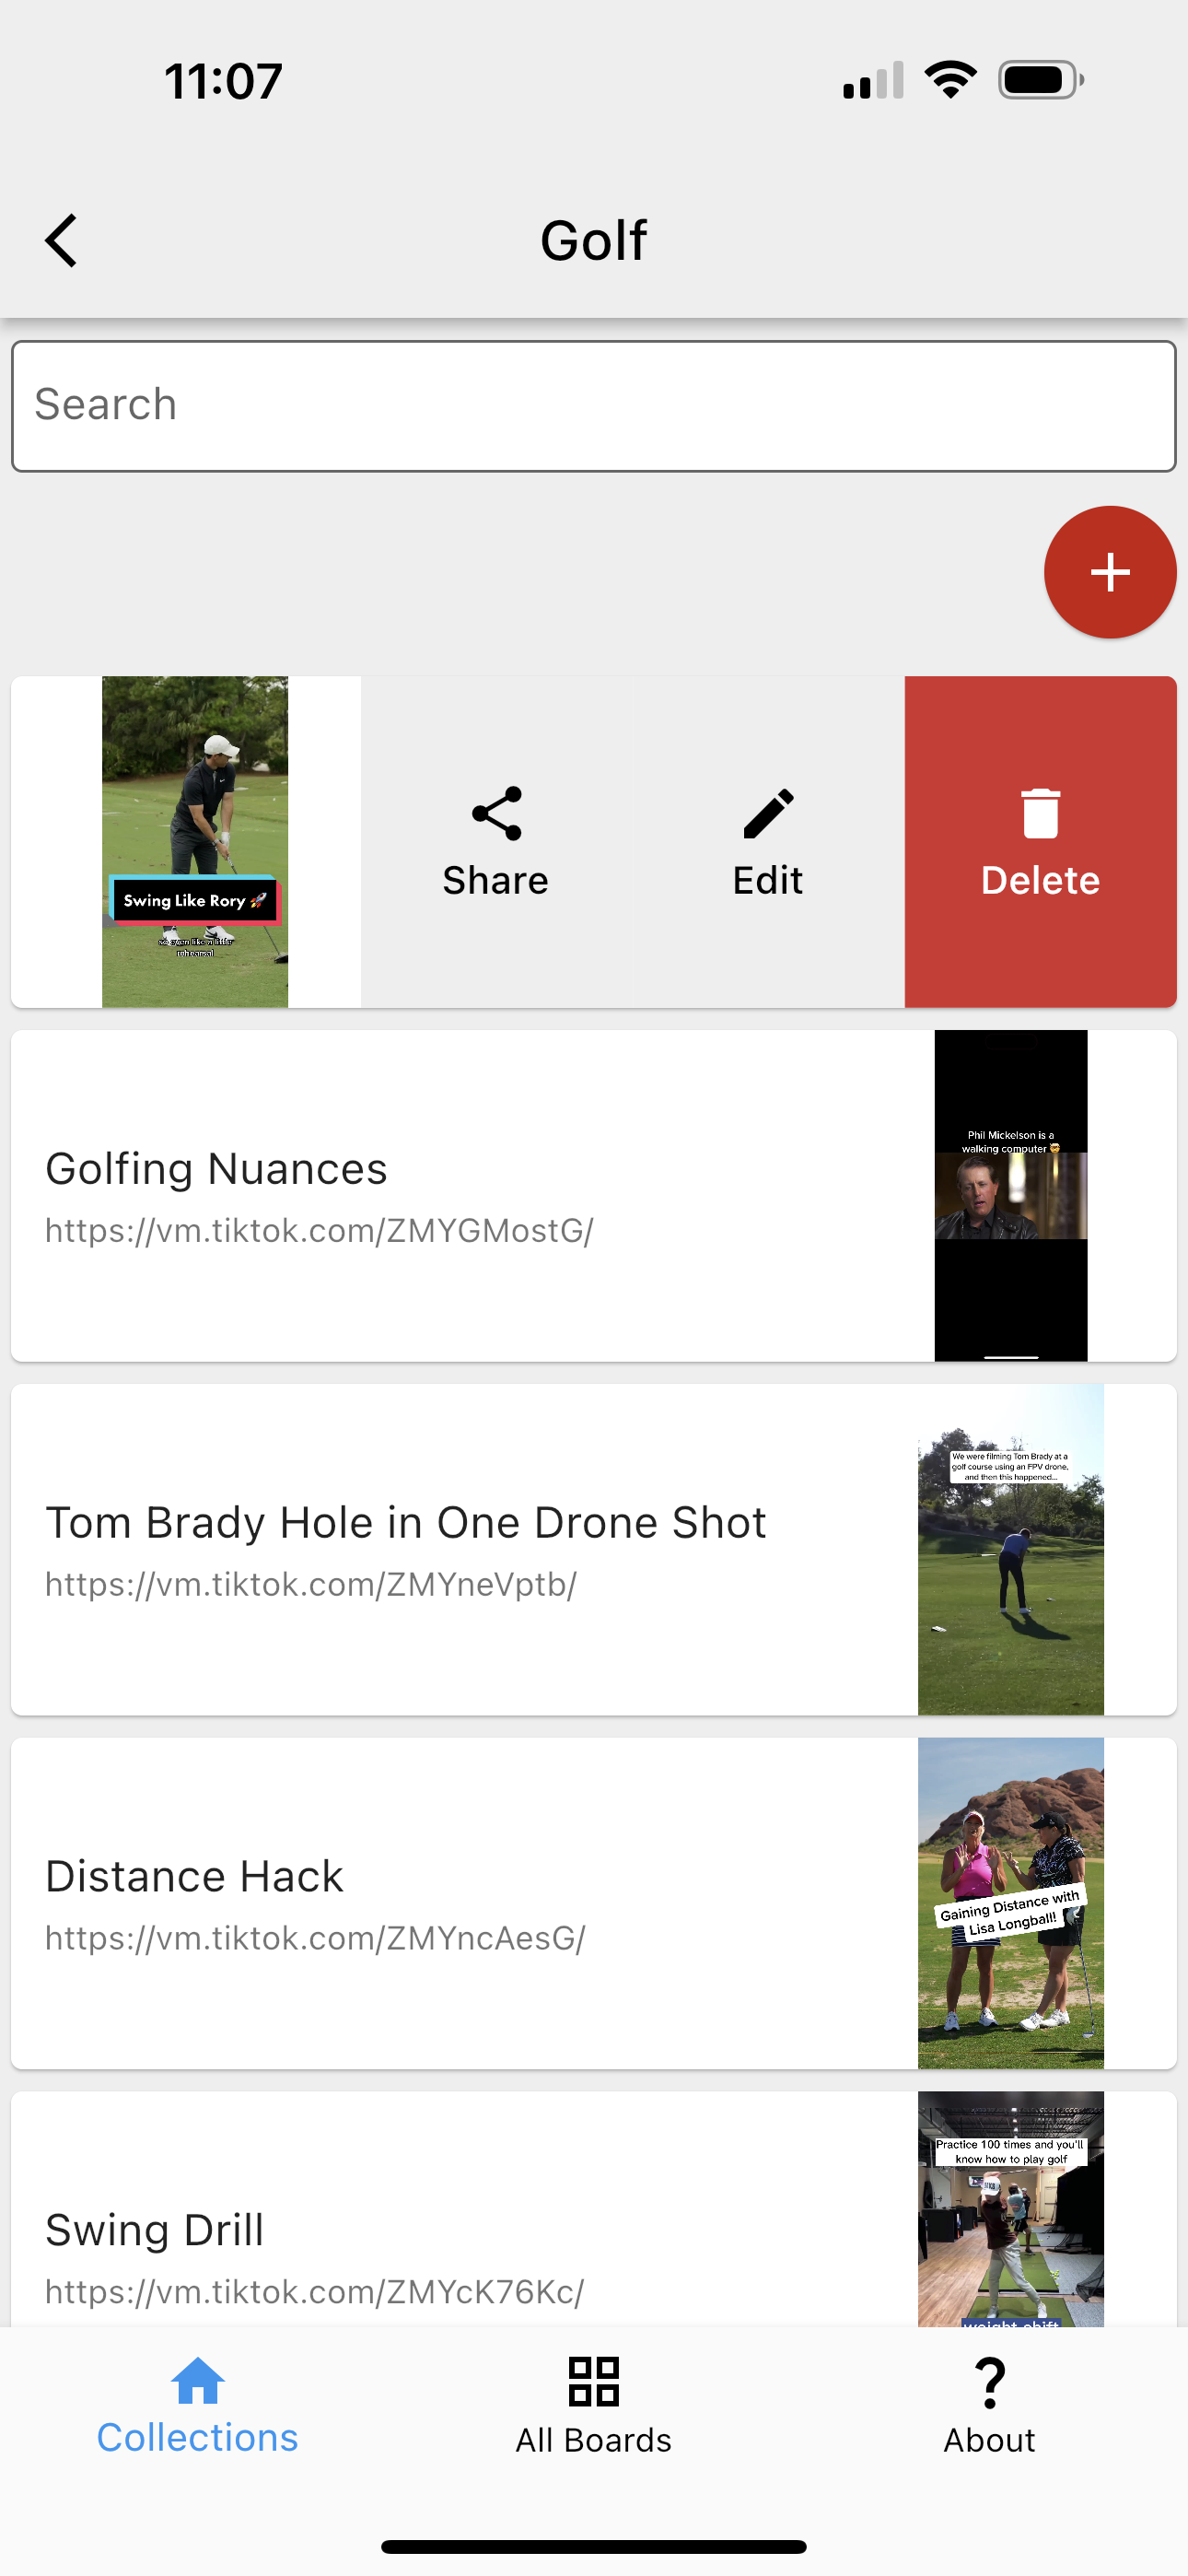 11:07
Golf
Search
+
Swing Like Rory 🚀
rehearsal
Share
Edit
Delete
Golfing Nuances
https://vm.tiktok.com/ZMYGMostG/
Phil Mickelson is a
walking computer 🤯
Tom Brady Hole in One Drone Shot
https://vm.tiktok.com/ZMYneVptb/
We were filming Tom Brady at a
golf course using an FPV drone,
and then this happened...
Distance Hack
https://vm.tiktok.com/ZMYncAesG/
Gaining Distance with
Lisa Longball!
Swing Drill
https://vm.tiktok.com/ZMYcK76Kc/
Practice 100 times and you'll
know how to play golf
weight shift
Collections
All Boards
? 
About